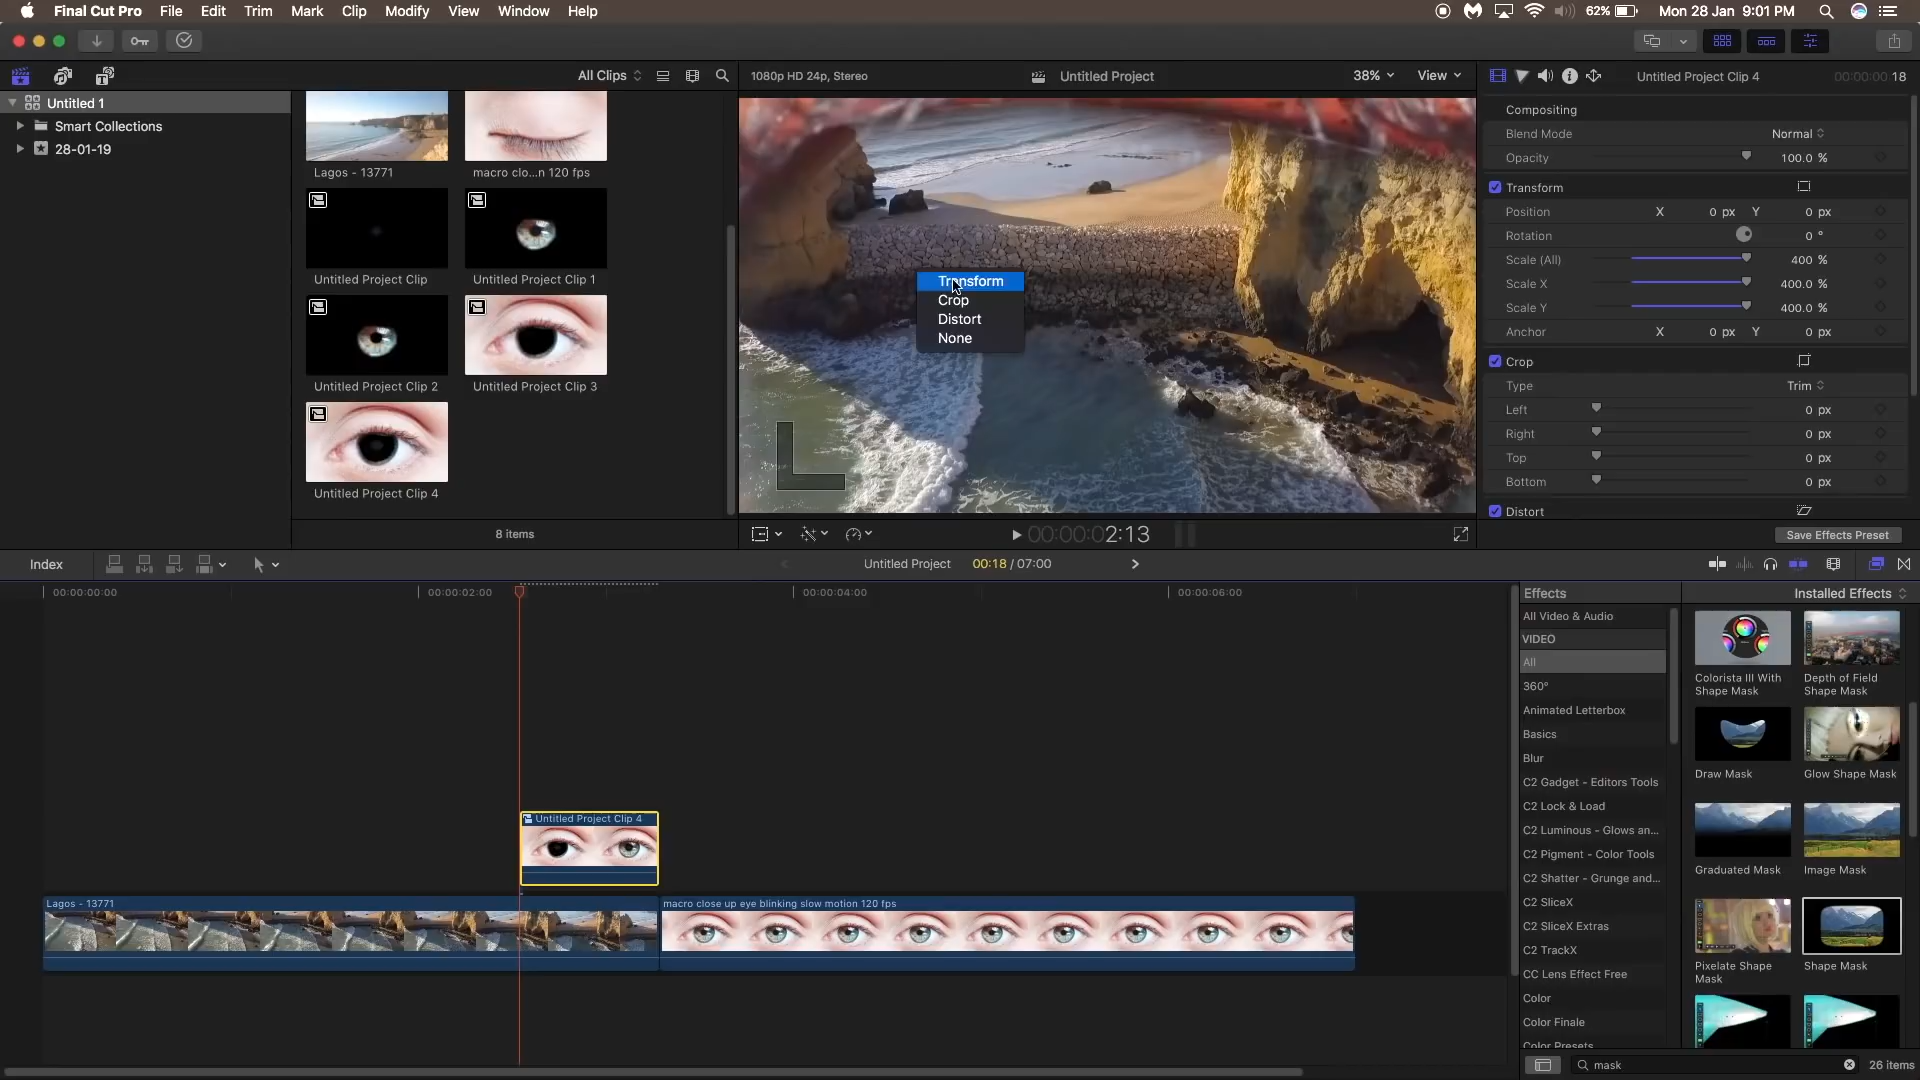 Final Cut Pro File Edit Trim Mark Clip Modify View Window Help
62% Mon 28 Jan 9:01 PM
All Clips
1080p HD 24p, Stereo
Untitled Project
38%
View
Untitled Project Clip 4
00:00:00:18
Untitled 1
Smart Collections
28-01-19
Lagos - 13771
macro clo...n 120 fps
Untitled Project Clip
Untitled Project Clip 1
Untitled Project Clip 2
Untitled Project Clip 3
Untitled Project Clip 4
8 items
Transform
Crop
Distort
None
00:00:02:13
Compositing
Blend Mode Normal
Opacity 100.0 %
Transform
Position X 0 px Y 0 px
Rotation 0 °
Scale (All) 400 %
Scale X 400.0 %
Scale Y 400.0 %
Anchor X 0 px Y 0 px
Crop
Type Trim
Left 0 px
Right 0 px
Top 0 px
Bottom 0 px
Distort
Save Effects Preset
Index
Untitled Project
00:18 / 07:00
00:00:00:00
00:00:02:00
00:00:04:00
00:00:06:00
Untitled Project Clip 4
Lagos - 13771
macro close up eye blinking slow motion 120 fps
Effects
Installed Effects
All Video & Audio
VIDEO
All
360°
Animated Letterbox
Basics
Blur
C2 Gadget - Editors Tools
C2 Lock & Load
C2 Luminous - Glows an...
C2 Pigment - Color Tools
C2 Shatter - Grunge and...
C2 SliceX
C2 SliceX Extras
C2 TrackX
CC Lens Effect Free
Color
Color Finale
Color Presets
Colorista III With
Shape Mask
Depth of Field
Shape Mask
Draw Mask
Glow Shape Mask
Graduated Mask
Image Mask
Pixelate Shape
Mask
Shape Mask
mask
26 items